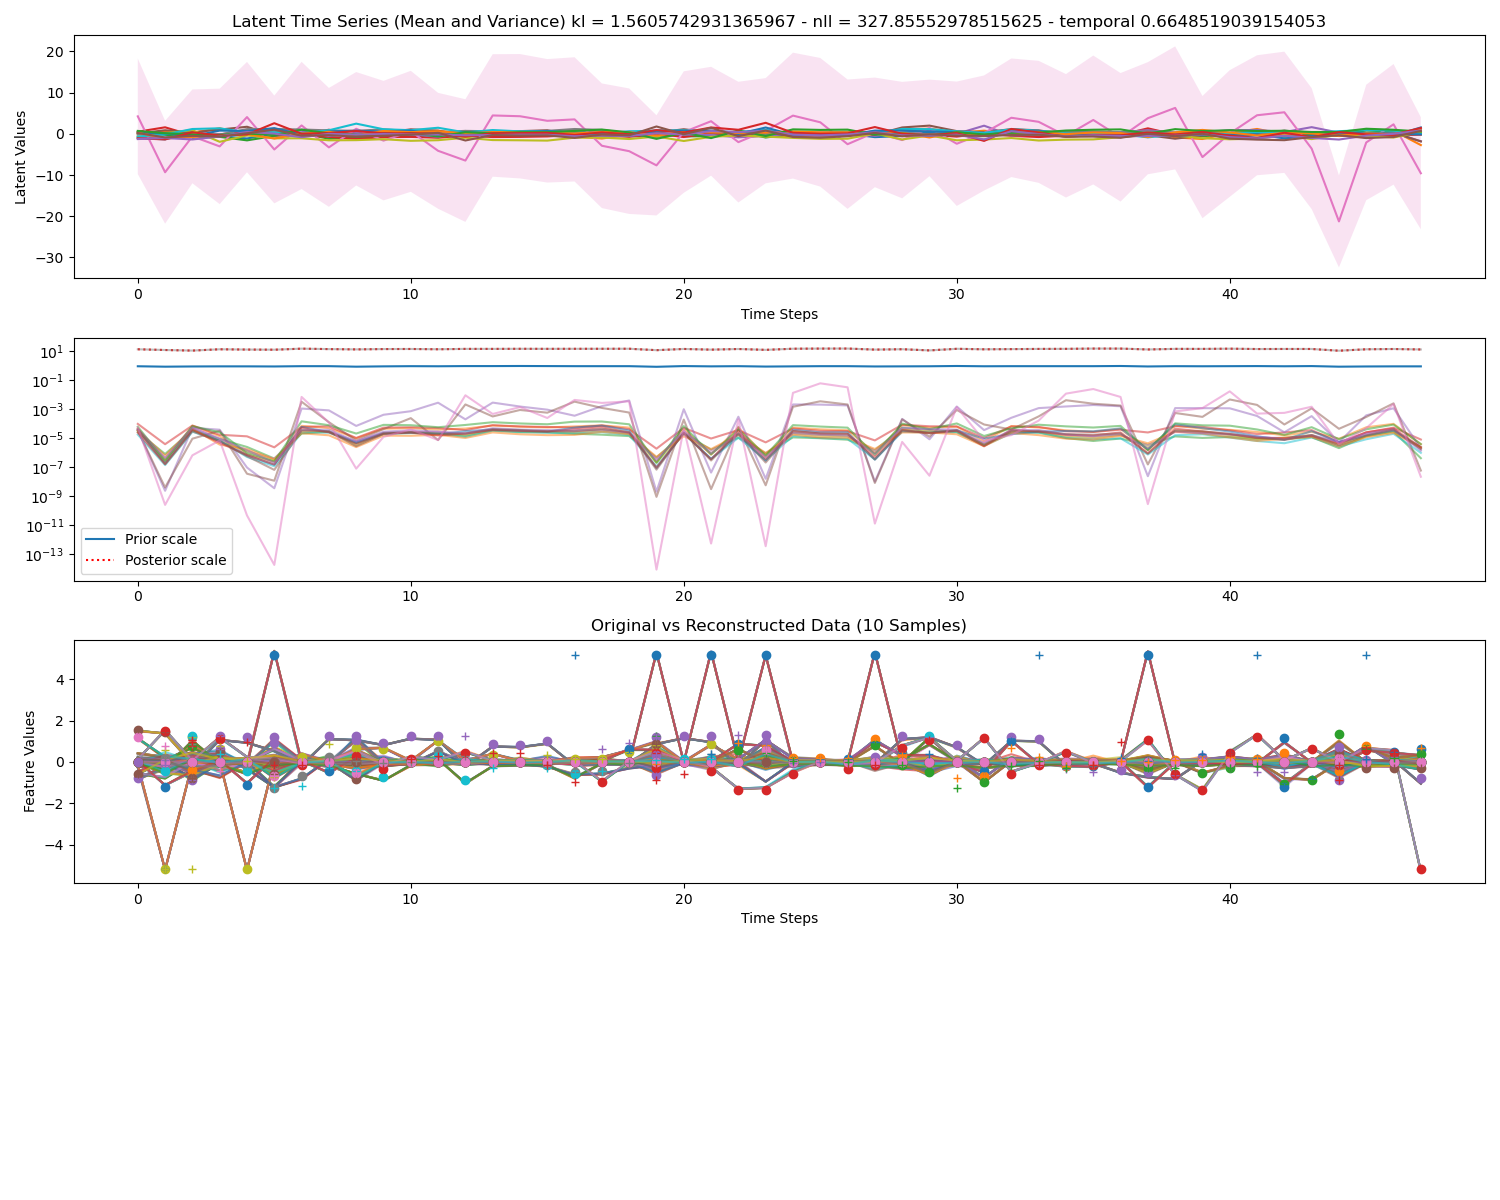 Latent Time Series (Mean and Variance) kl = 1.5605742931365967 - nll = 327.85552978515625 - temporal 0.6648519039154053
20
10
0
−10
−20
−30
Latent Values
0 10 20 30 40
Time Steps
10^1
10^−1
10^−3
10^−5
10^−7
10^−9
10^−11
10^−13
Prior scale
Posterior scale
0 10 20 30 40
Original vs Reconstructed Data (10 Samples)
4
2
0
−2
−4
Feature Values
0 10 20 30 40
Time Steps